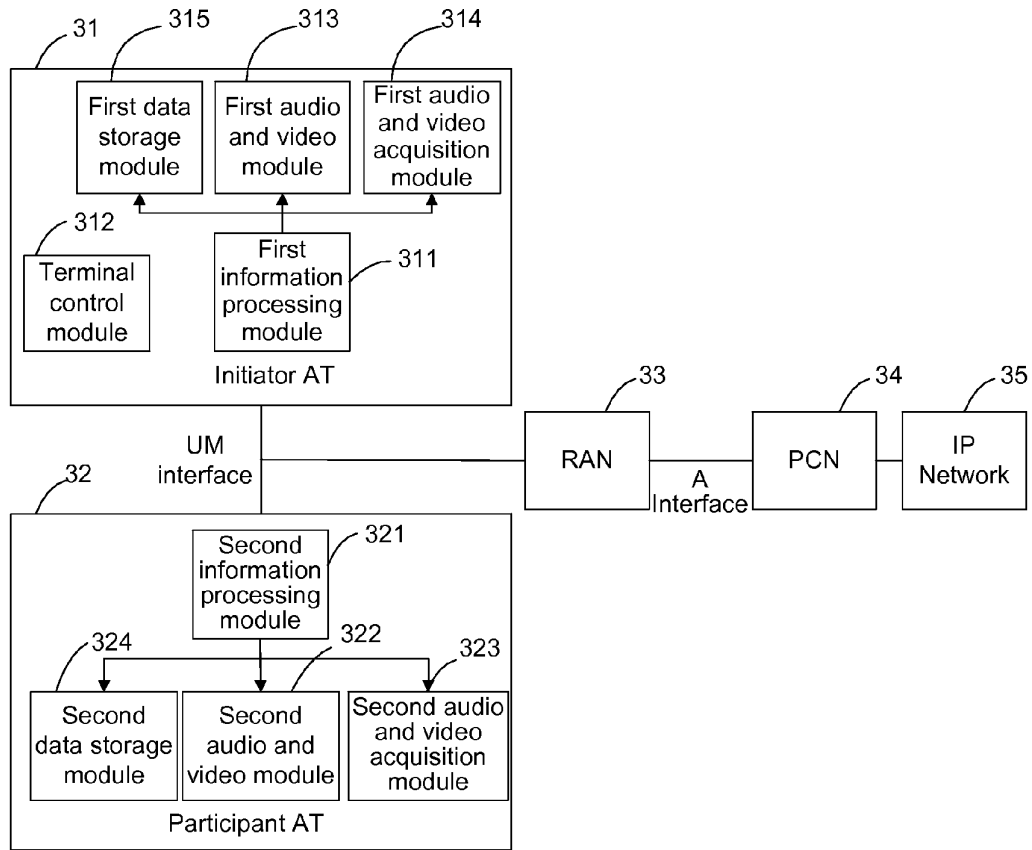 31
315
313
314
First data
storage
module
First audio
and video
module
First audio
and video
acquisition
module
312
Terminal
control
module
First
information
processing
module
311
Initiator AT
UM
interface
33
RAN
A
Interface
34
PCN
35
IP
Network
32
Second
information
processing
module
321
324
322
323
Second
data storage
module
Second
audio and
video module
Second audio
and video
acquisition
module
Participant AT